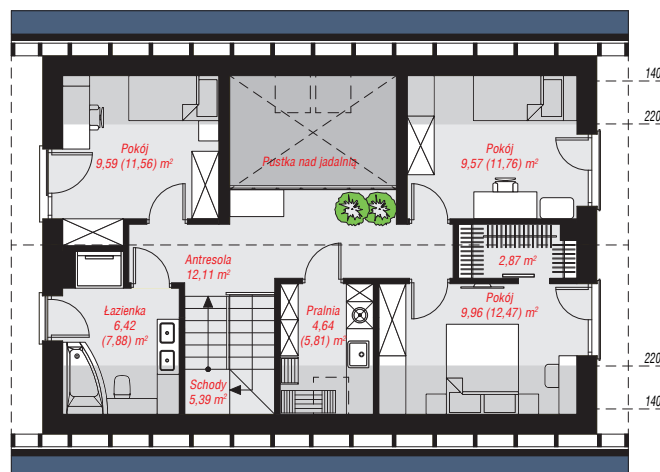 140
220
Pokój
9,59 (11,56) m²
Pustka nad jadalnią
Pokój
9,57 (11,76) m²
Antresola
12,11 m²
2,87 m²
Łazienka
6,42
(7,88) m²
Pralnia
4,64
(5,81) m²
Pokój
9,96 (12,47) m²
Schody
5,39 m²
220
140